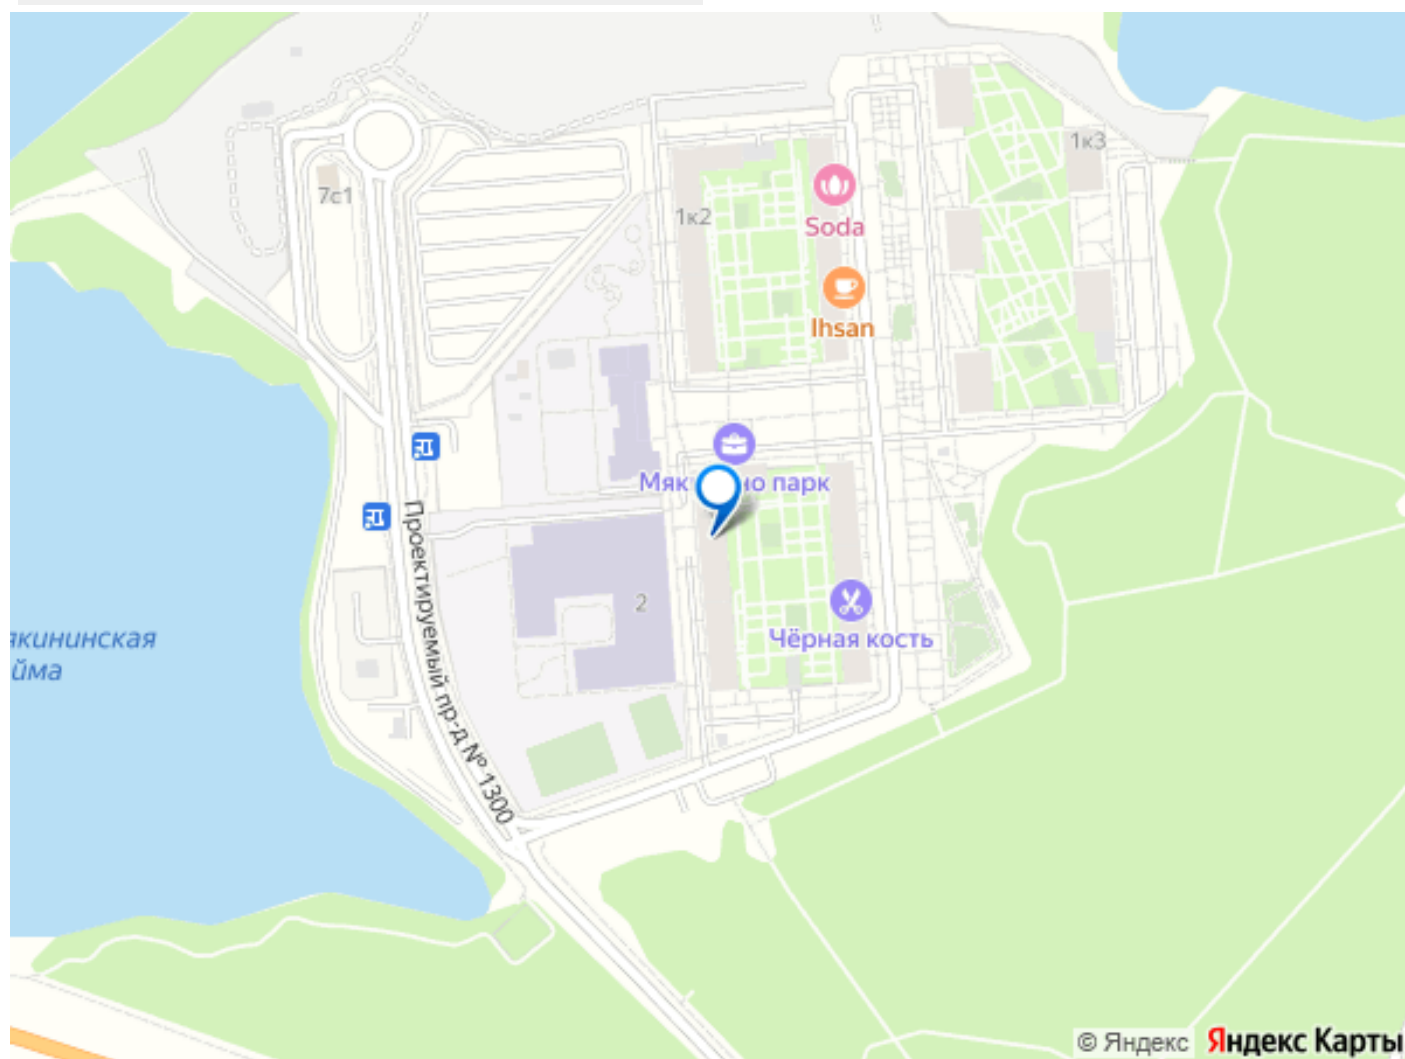 1к3
7с1
1к2
Soda
Ihsan
Мяк но парк
Проектируемый пр-д № 1300
2
Чёрная кость
якининская
йма
© Яндекс Яндекс Карты